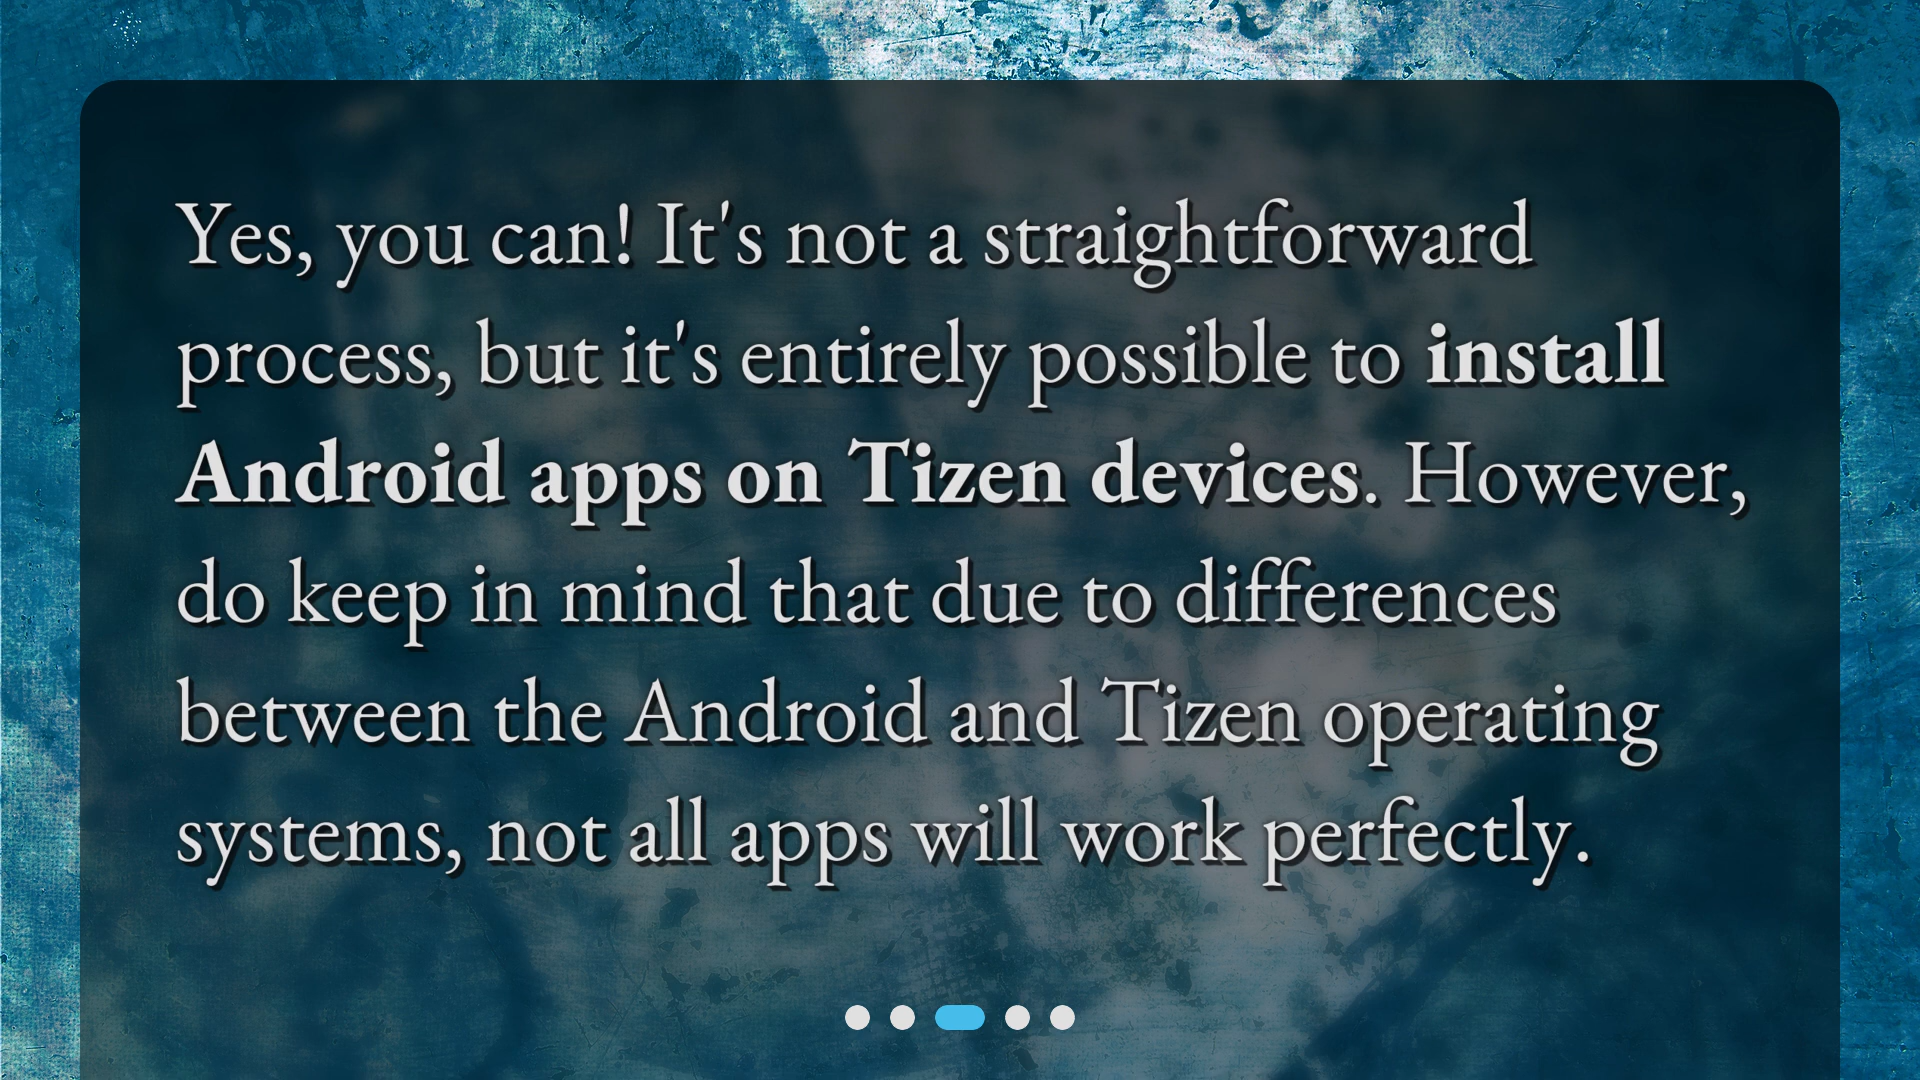 Yes, you can! It's not a straightforward
process, but it's entirely possible to install
Android apps on Tizen devices. However,
do keep in mind that due to differences
between the Android and Tizen operating
systems, not all apps will work perfectly.